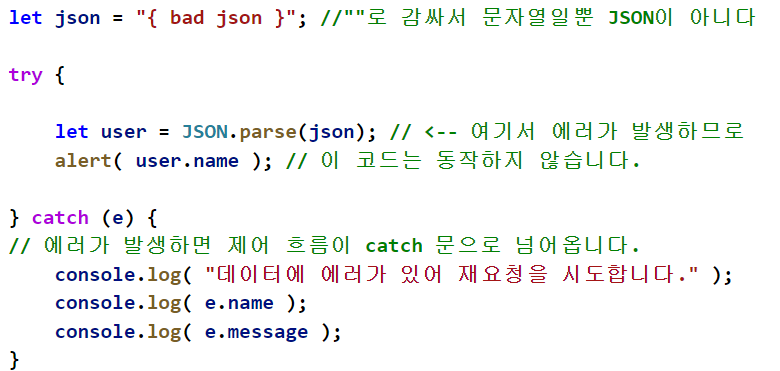 let json = "{ bad json }"; //""로 감싸서 문자열일뿐 JSON이 아니다
try {
let user = JSON.parse(json); // <-- 여기서 에러가 발생하므로
alert( user.name ); // 이 코드는 동작하지 않습니다.
} catch (e) {
// 에러가 발생하면 제어 흐름이 catch 문으로 넘어옵니다.
console.log( "데이터에 에러가 있어 재요청을 시도합니다." );
console.log( e.name );
console.log( e.message );
}